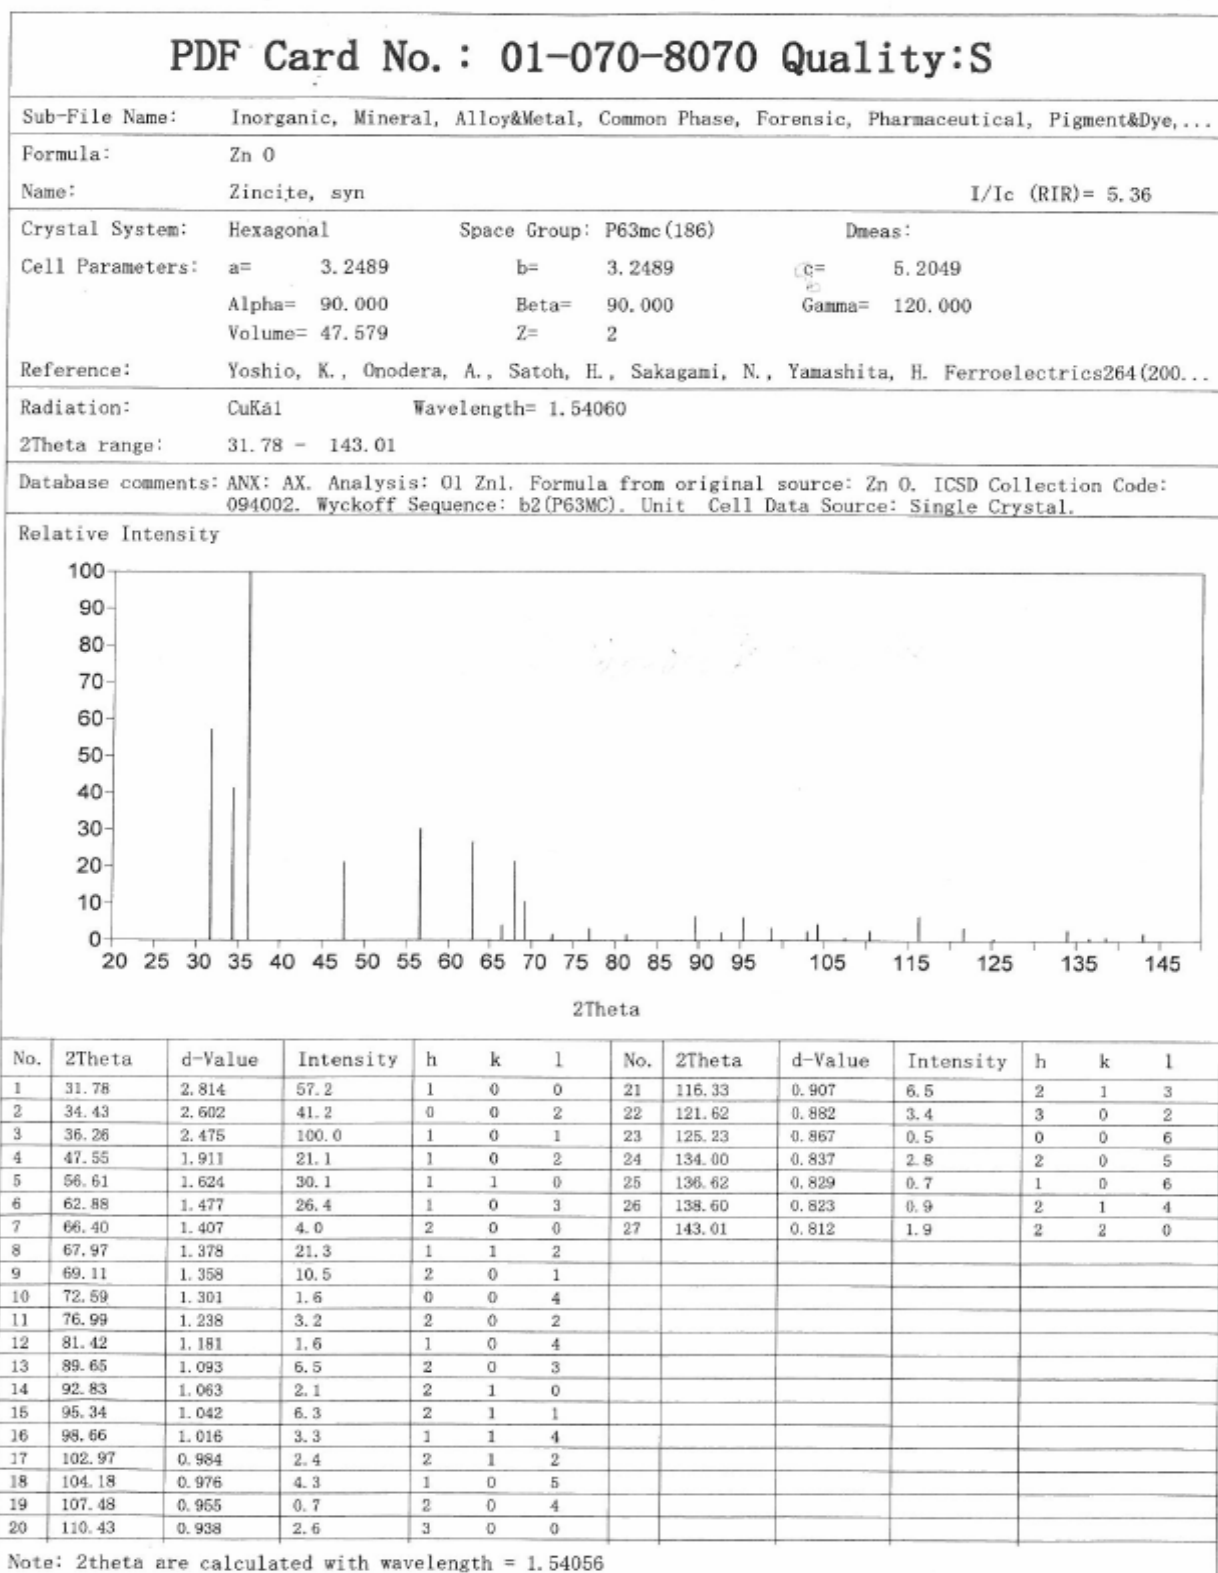 PDF Card No.: 01-070-8070 Quality:S
Sub-File Name: Inorganic, Mineral, Alloy&Metal, Common Phase, Forensic, Pharmaceutical, Pigment&Dye,...
Formula: Zn O
Name: Zincite, syn I/Ic (RIR)= 5.36
Crystal System: Hexagonal Space Group: P63mc(186) Dmeas:
Cell Parameters: a= 3.2489 b= 3.2489 c= 5.2049
Alpha= 90.000 Beta= 90.000 Gamma= 120.000
Volume= 47.579 Z= 2
Reference: Yoshio, K., Onodera, A., Satoh, H., Sakagami, N., Yamashita, H. Ferroelectrics264(200...
Radiation: CuKá1 Wavelength= 1.54060
2Theta range: 31.78 - 143.01
Database comments: ANX: AX. Analysis: O1 Zn1. Formula from original source: Zn O. ICSD Collection Code:
094002. Wyckoff Sequence: b2(P63MC). Unit Cell Data Source: Single Crystal.
Relative Intensity
100
90
80
70
60
50
40
30
20
10
0
20 25 30 35 40 45 50 55 60 65 70 75 80 85 90 95 105 115 125 135 145
2Theta
No. 2Theta d-Value Intensity h k l No. 2Theta d-Value Intensity h k l
1 31.78 2.814 57.2 1 0 0 21 116.33 0.907 6.5 2 1 3
2 34.43 2.602 41.2 0 0 2 22 121.62 0.882 3.4 3 0 2
3 36.26 2.475 100.0 1 0 1 23 125.23 0.867 0.5 0 0 6
4 47.55 1.911 21.1 1 0 2 24 134.00 0.837 2.8 2 0 5
5 56.61 1.624 30.1 1 1 0 25 136.62 0.829 0.7 1 0 6
6 62.88 1.477 26.4 1 0 3 26 138.60 0.823 0.9 2 1 4
7 66.40 1.407 4.0 2 0 0 27 143.01 0.812 1.9 2 2 0
8 67.97 1.378 21.3 1 1 2
9 69.11 1.358 10.5 2 0 1
10 72.59 1.301 1.6 0 0 4
11 76.99 1.238 3.2 2 0 2
12 81.42 1.181 1.6 1 0 4
13 89.65 1.093 6.5 2 0 3
14 92.83 1.063 2.1 2 1 0
15 95.34 1.042 6.3 2 1 1
16 98.66 1.016 3.3 1 1 4
17 102.97 0.984 2.4 2 1 2
18 104.18 0.976 4.3 1 0 5
19 107.48 0.955 0.7 2 0 4
20 110.43 0.938 2.6 3 0 0
Note: 2theta are calculated with wavelength = 1.54056